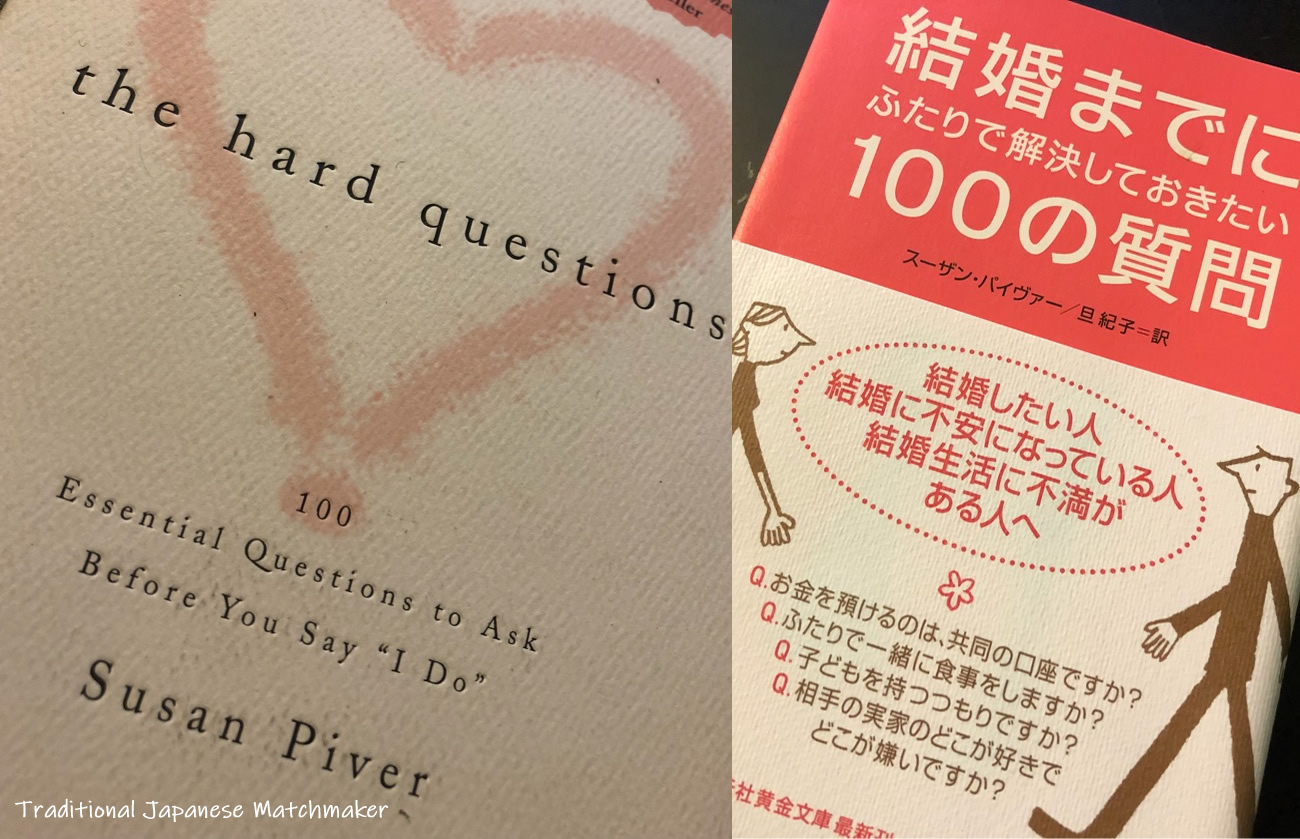 the hard questions
100
Essential Questions to Ask
Before You Say “I Do”
Susan Piver
Traditional Japanese Matchmaker
結婚までに
ふたりで解決しておきたい
100の質問
スーザン・パイヴァー/旦 紀子=訳
結婚したい人
結婚に不安になっている人
結婚生活に不満が
ある人へ
Q.お金を預けるのは、共同の口座ですか?
Q.ふたりで一緒に食事をしますか?
Q.子どもを持つつもりですか?
Q.相手の実家のどこが好きで
どこが嫌いですか?
社黄金文庫 最新刊